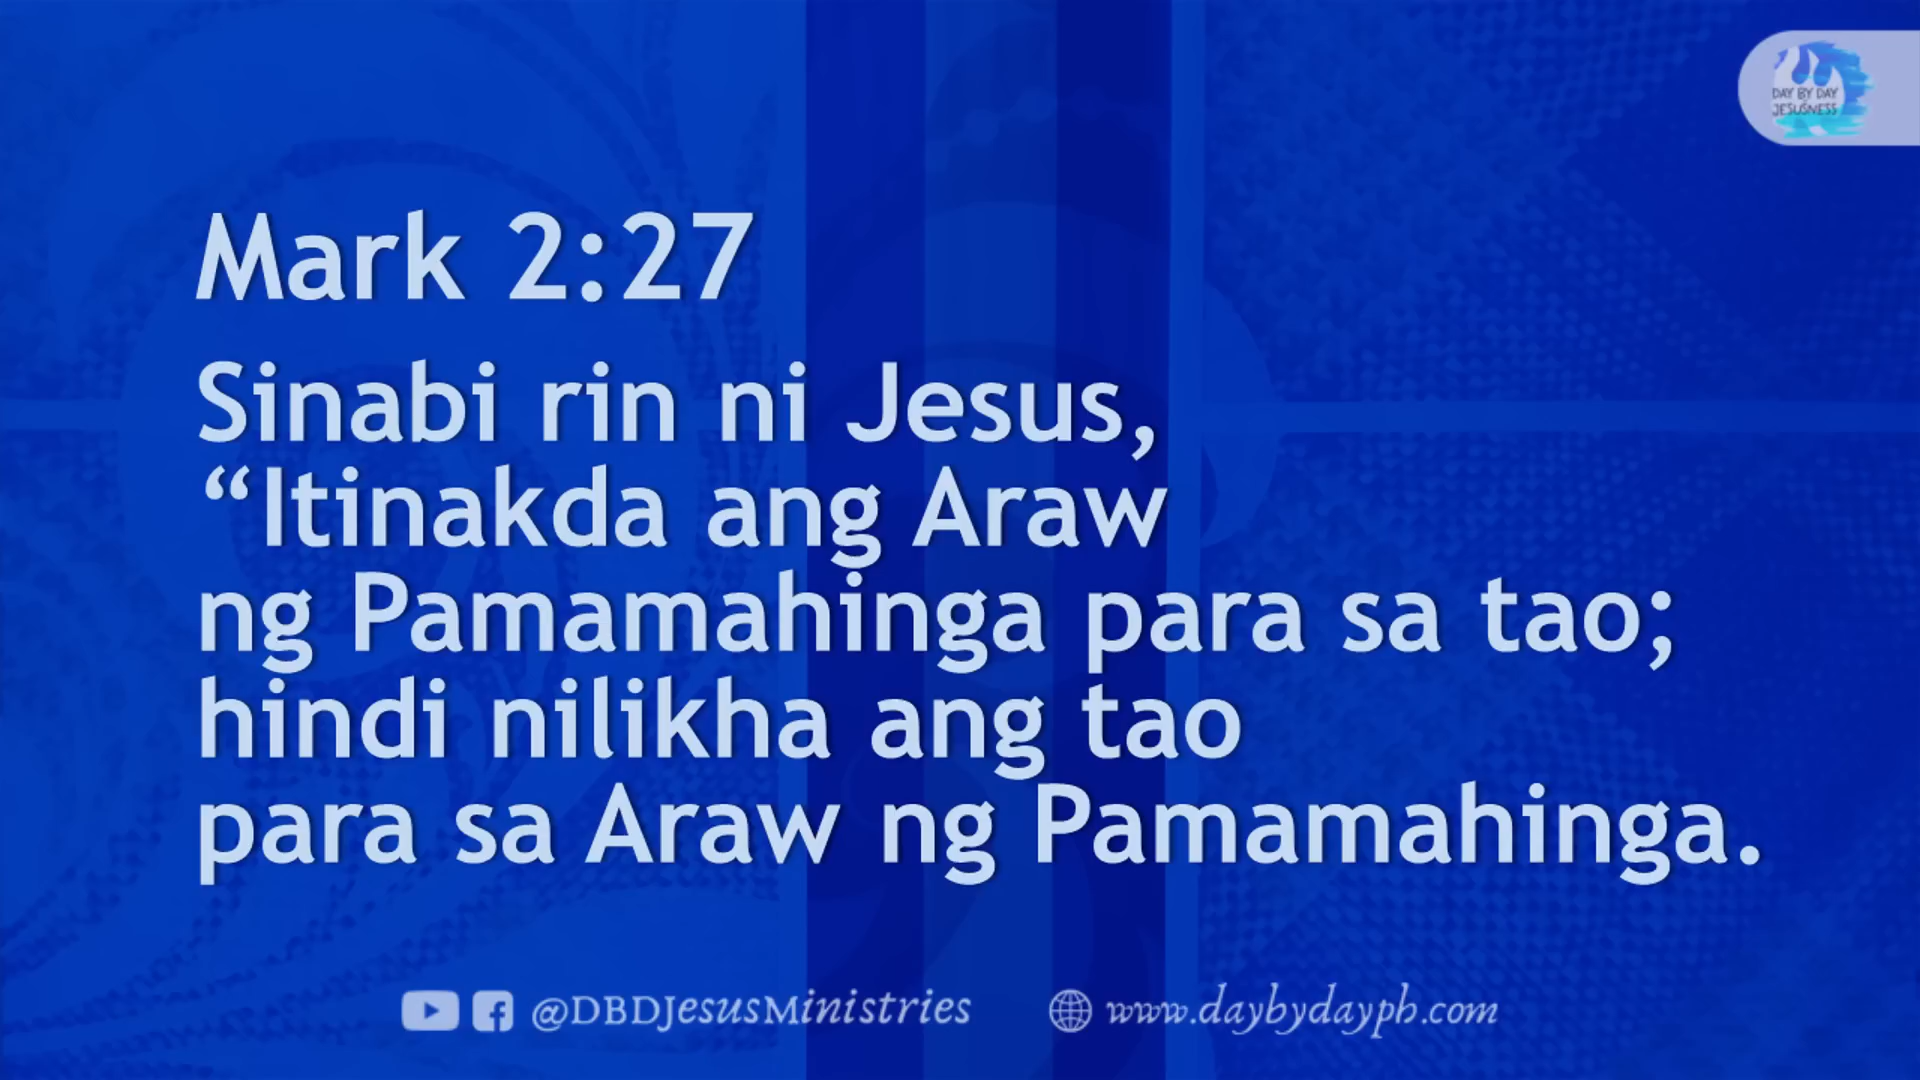 DAY BY DAY
JESUSNESS
Mark 2:27
Sinabi rin ni Jesus,
“Itinakda ang Araw
ng Pamamahinga para sa tao;
hindi nilikha ang tao
para sa Araw ng Pamamahinga.
@DBDJesusMinistries
www.daybydayph.com